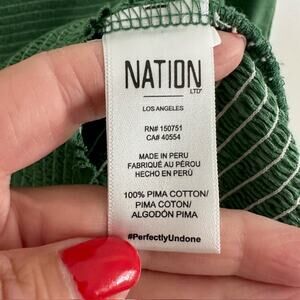 NATION
LTD
LOS ANGELES
RN# 150751
CA# 40554
MADE IN PERU
FABRIQUÉ AU PÉROU
HECHO EN PERÚ
100% PIMA COTTON/
PIMA COTON/
ALGODÓN PIMA
#PerfectlyUndone